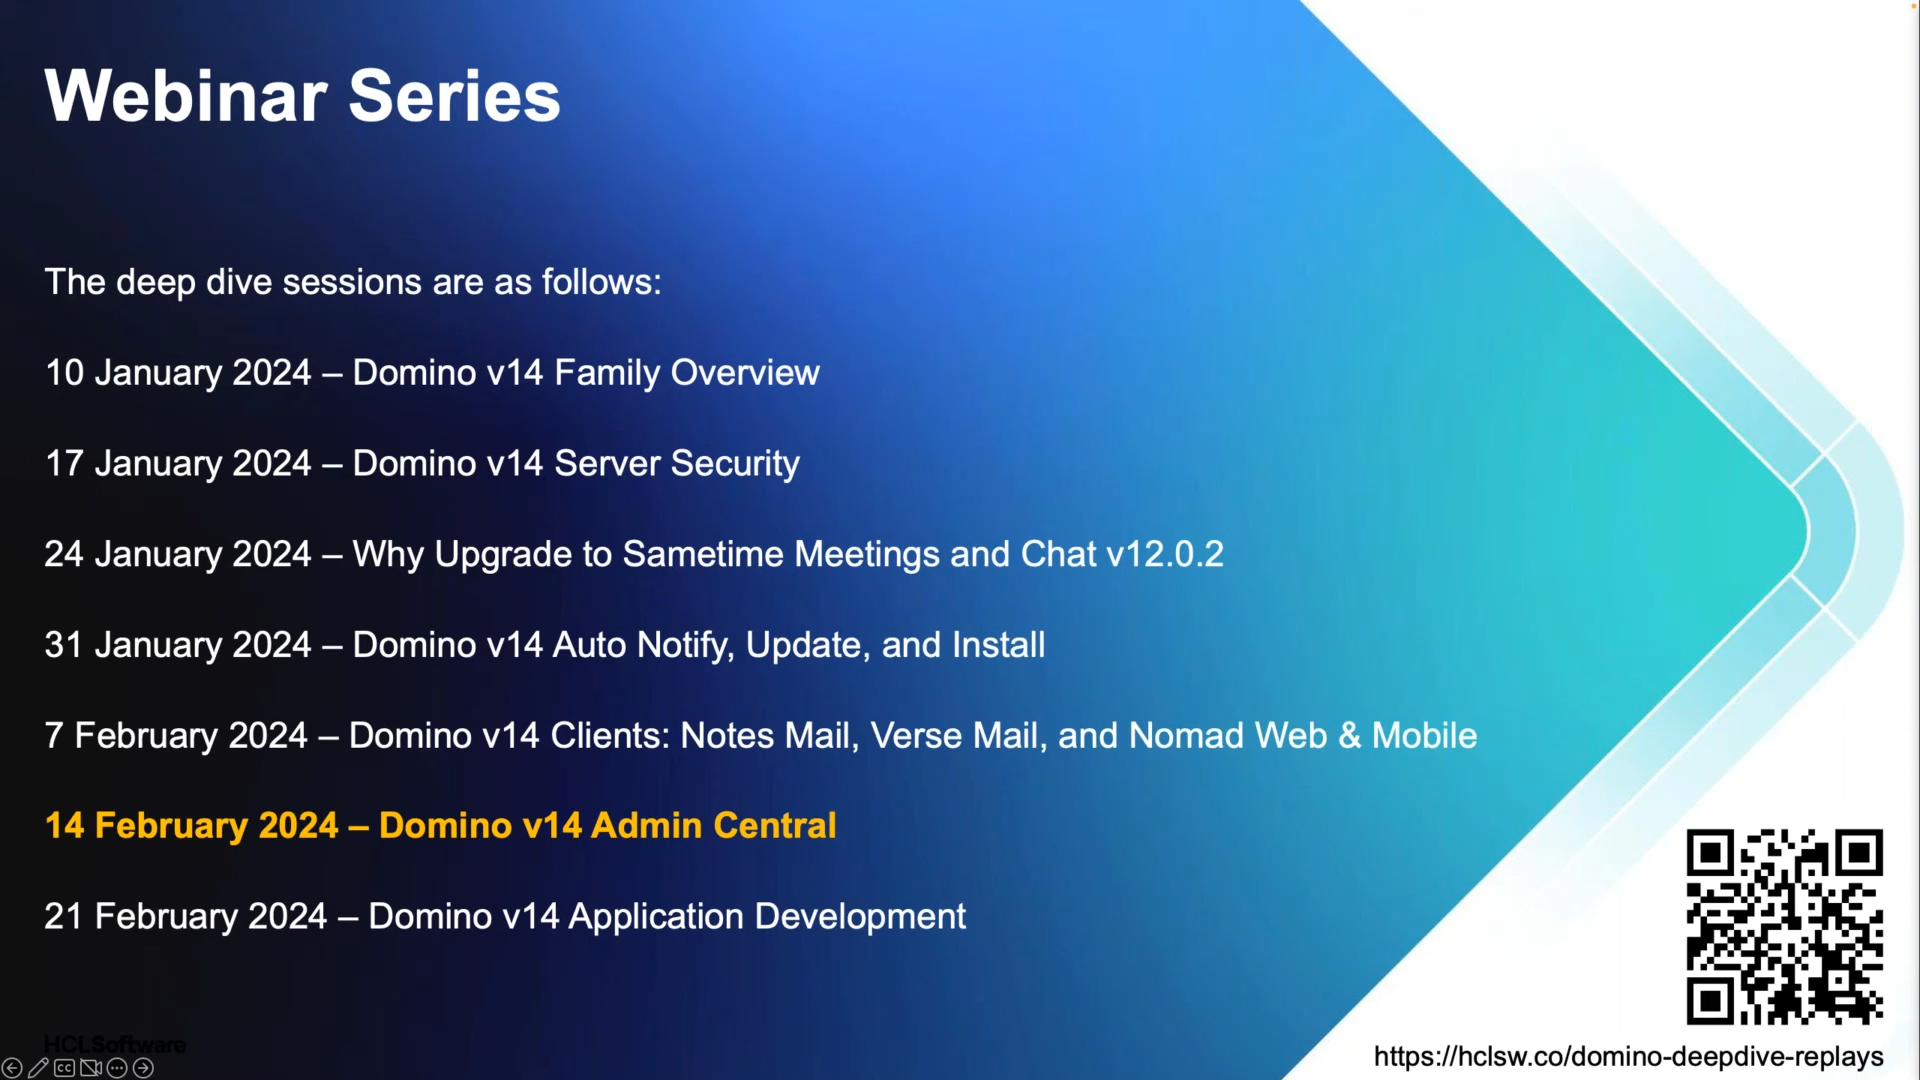 Webinar Series
The deep dive sessions are as follows:
10 January 2024 – Domino v14 Family Overview
17 January 2024 – Domino v14 Server Security
24 January 2024 – Why Upgrade to Sametime Meetings and Chat v12.0.2
31 January 2024 – Domino v14 Auto Notify, Update, and Install
7 February 2024 – Domino v14 Clients: Notes Mail, Verse Mail, and Nomad Web & Mobile
14 February 2024 – Domino v14 Admin Central
21 February 2024 – Domino v14 Application Development
HCLSoftware
CC
https://hclsw.co/domino-deepdive-replays